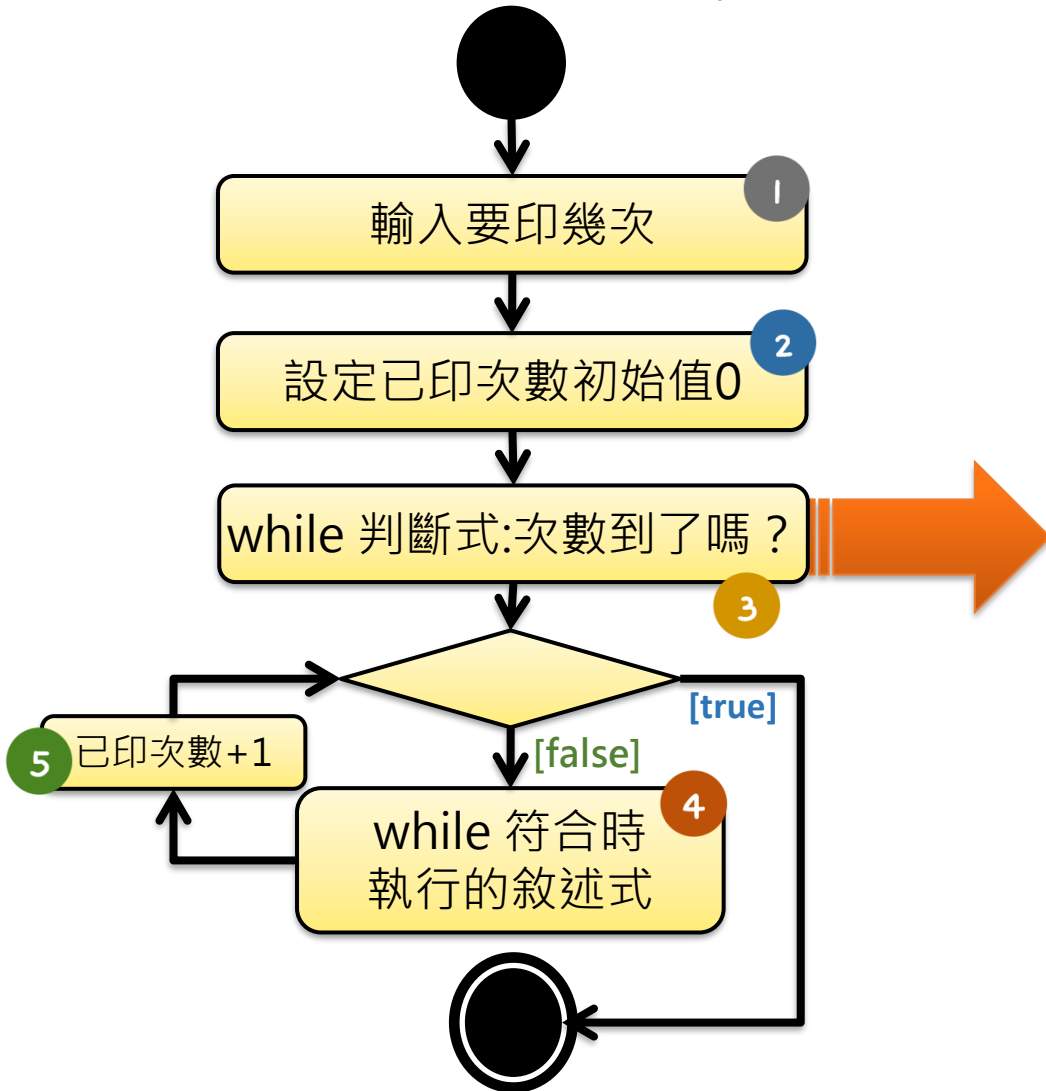 輸入要印幾次
1
設定已印次數初始值0
2
while 判斷式:次數到了嗎？
3
[true]
已印次數+1
5
[false]
while 符合時
執行的敘述式
4